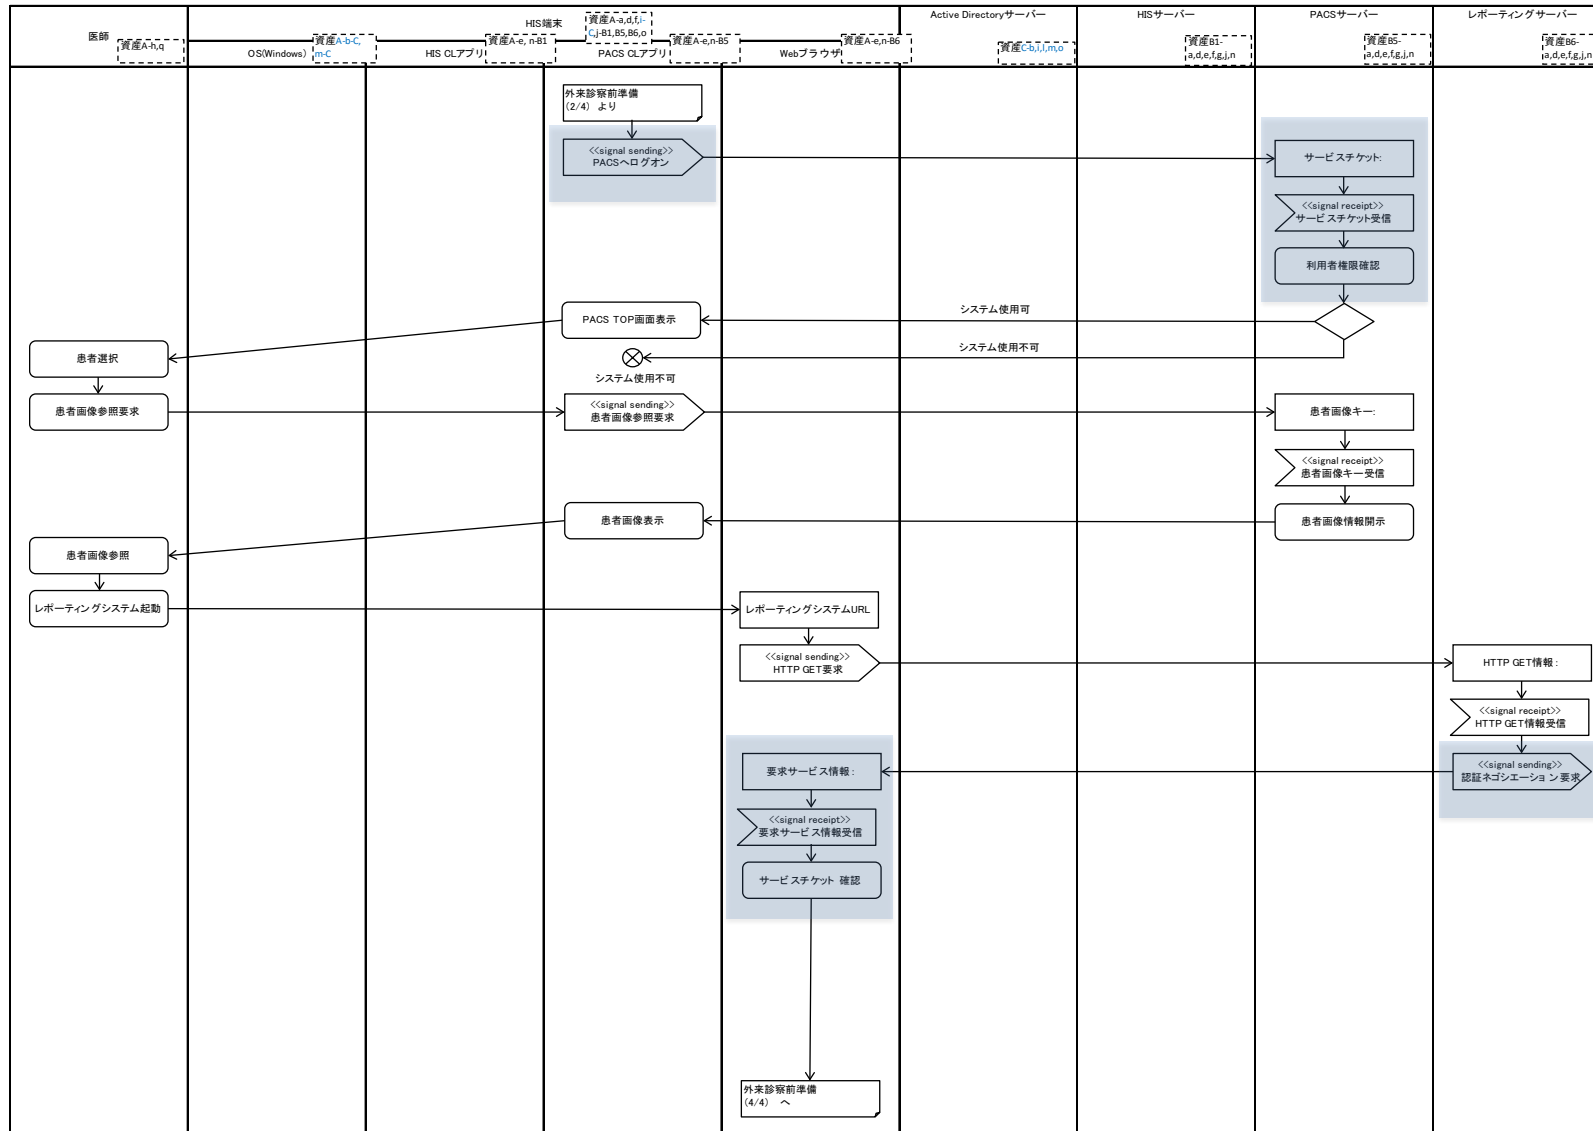 医師
資産A-h,q
HIS端末
資産A-a,d,f,i-
C,j-B1,B5,B6,o
OS(Windows)
資産A-b-C,
m-C
HIS CLアプリ
資産A-e, n-B1
PACS CLアプリ
資産A-e,n-B5
Webブラウザ
資産A-e,n-B6
Active Directoryサーバー
資産C-b,i,l,m,o
HISサーバー
資産B1-
a,d,e,f,g,j,n
PACSサーバー
資産B5-
a,d,e,f,g,j,n
レポーティングサーバー
資産B6-
a,d,e,f,g,j,n
外来診察前準備
(2/4) より
<<signal sending>>
PACSへログオン
サービスチケット:
<<signal receipt>>
サービスチケット受信
利用者権限確認
システム使用可
PACS TOP画面表示
システム使用不可
患者選択
システム使用不可
患者画像参照要求
<<signal sending>>
患者画像参照要求
患者画像キー:
<<signal receipt>>
患者画像キー受信
患者画像表示
患者画像情報開示
患者画像参照
レポーティングシステム起動
レポーティングシステムURL
<<signal sending>>
HTTP GET要求
HTTP GET情報:
<<signal receipt>>
HTTP GET情報受信
<<signal sending>>
認証ネゴシエーション要求
要求サービス情報:
<<signal receipt>>
要求サービス情報受信
サービスチケット 確認
外来診察前準備
(4/4) へ